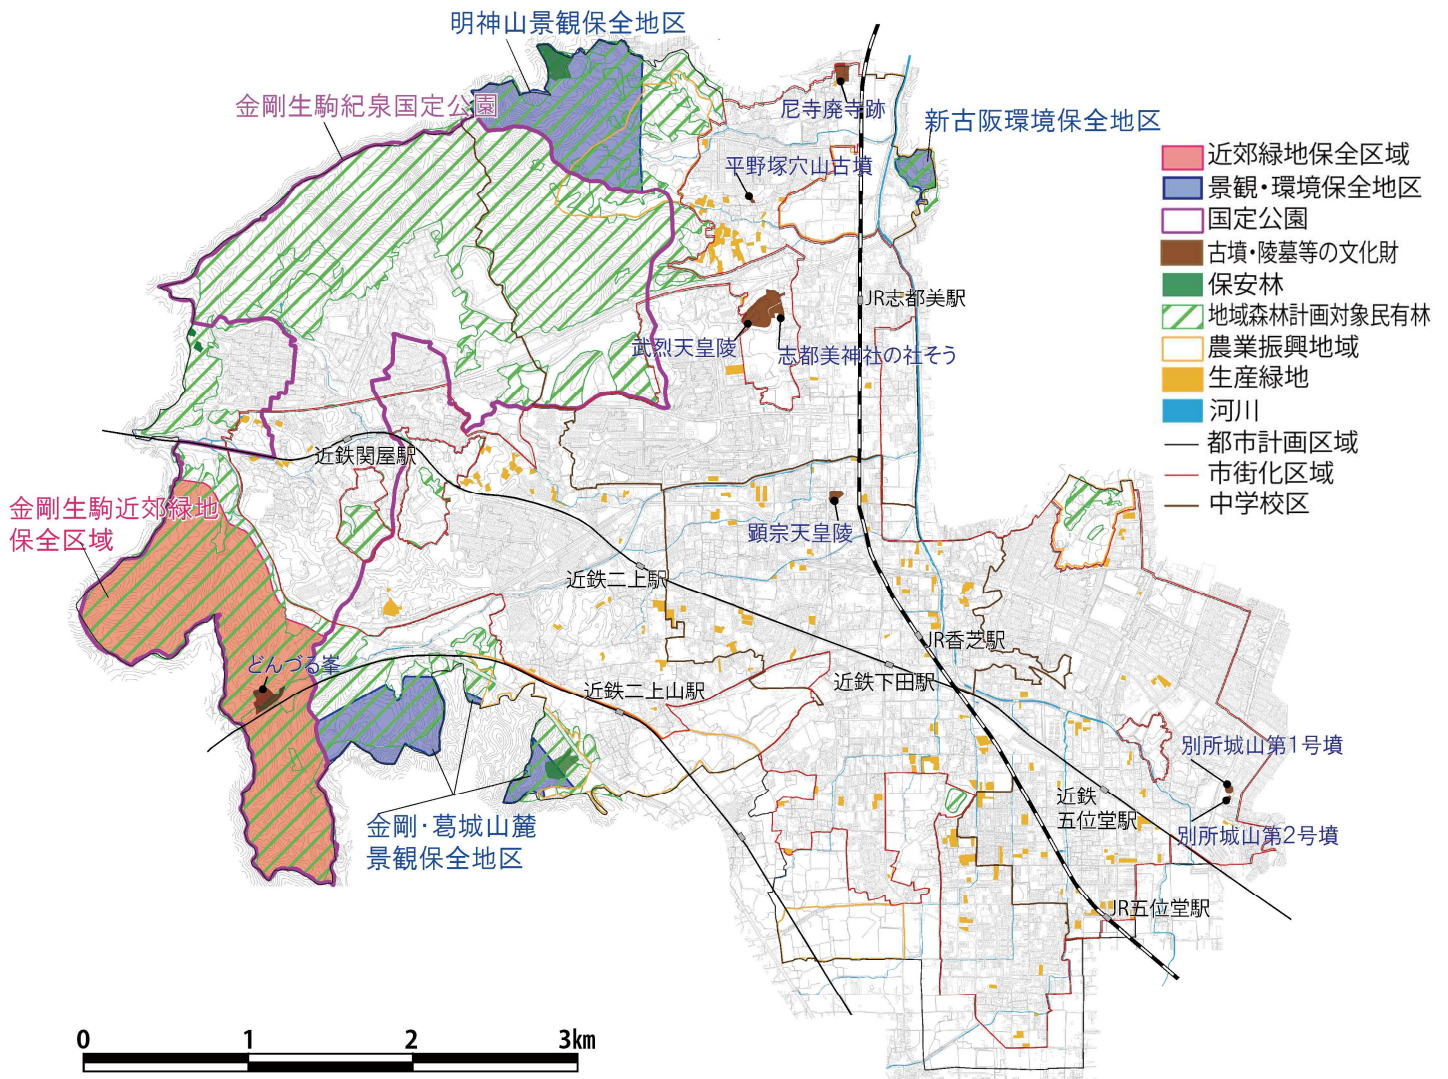 明神山景観保全地区
金剛生駒紀泉国定公園
尼寺廃寺跡
新古阪環境保全地区
平野塚穴山古墳
近郊緑地保全区域
景観・環境保全地区
国定公園
古墳・陵墓等の文化財
保安林
地域森林計画対象民有林
農業振興地域
生産緑地
河川
都市計画区域
市街化区域
中学校区
JR志都美駅
武烈天皇陵
志都美神社の社そう
近鉄関屋駅
金剛生駒近郊緑地
保全区域
顕宗天皇陵
近鉄二上駅
JR香芝駅
どんづる峯
近鉄下田駅
近鉄二上山駅
別所城山第1号墳
近鉄
五位堂駅
別所城山第2号墳
金剛・葛城山麓
景観保全地区
JR五位堂駅
0 1 2 3km